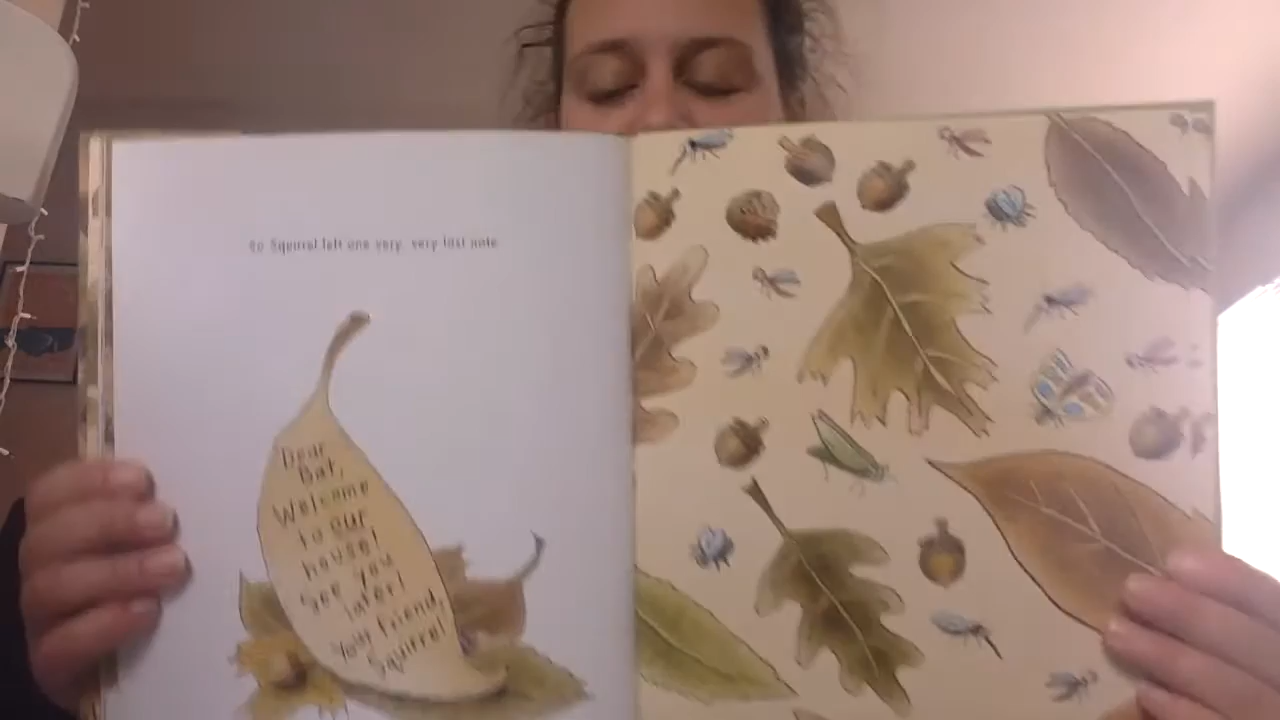 So Squirrel left one very, very last note.
Dear
Bat,
Welcome
to our
house!
See you
later!
Your friend,
Squirrel